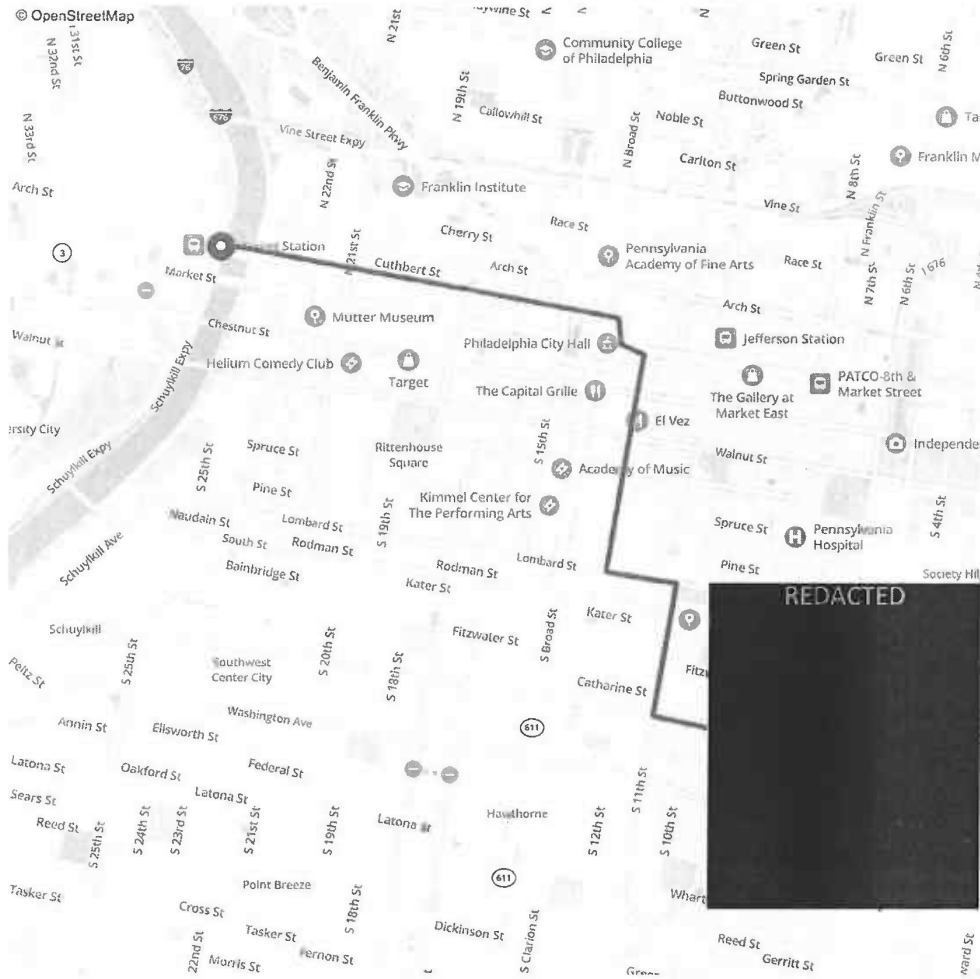 © OpenStreetMap
N 31st St
N 32nd St
N 33rd St
76
676
N 21st
Benjamin Franklin Pkwy
N 19th St
Community College
of Philadelphia
Green St
Green St
N 6th St
Spring Garden St
Buttonwood St
Callowhill St
Noble St
N Broad St
Vine Street Expy
Carlton St
Franklin M
N 8th St
Arch St
N 22nd St
Franklin Institute
Vine St
N Franklin St
Race St
Cherry St
3
Station
N 21st St
Cuthbert St
Arch St
Pennsylvania
Academy of Fine Arts
Race St
N 7th St
N 6th St
I 676
Market St
Arch St
Chestnut St
Mutter Museum
Walnut
Philadelphia City Hall
Jefferson Station
Helium Comedy Club
Target
Schuylkill Expy
The Capital Grille
The Gallery at
Market East
PATCO-8th &
Market Street
El Vez
ersity City
Independe
Schuylkill Expy
S 25th St
Spruce St
Rittenhouse
Square
S 15th St
Academy of Music
Walnut St
Pine St
Kimmel Center for
The Performing Arts
S 19th St
Naudain St
Lombard St
South St
Rodman St
Spruce St
Pennsylvania
Hospital
S 4th St
Schuylkill Ave
Bainbridge St
Rodman St
Lombard St
Pine St
Society Hil
Kater St
Kater St
REDACTED
Schuylkill
S 20th St
Fitzwater St
S Broad St
Fitzw
Peltz St
S 25th St
Southwest
Center City
S 18th St
Catharine St
Washington Ave
Annin St
Ellsworth St
611
Latona St
Oakford St
Federal St
Sears St
Latona St
S 11th St
Reed St
S 25th St
S 24th St
S 23rd St
S 21st St
S 19th St
Latona St
Hawthorne
S 12th St
S 10th St
611
Point Breeze
Tasker St
Cross St
S 18th St
Whart
Tasker St
Dickinson St
S Clarion St
22nd St
Morris St
Reed St
Gerritt St